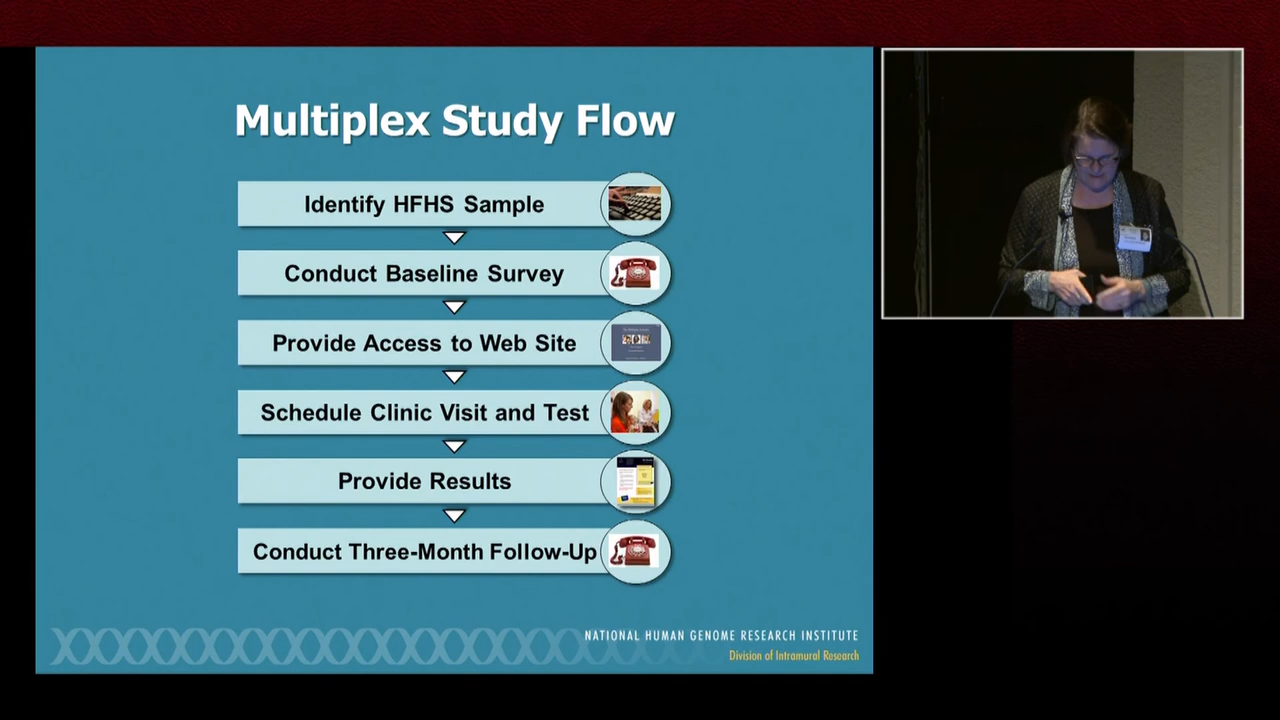 Multiplex Study Flow
Identify HFHS Sample
Conduct Baseline Survey
Provide Access to Web Site
Schedule Clinic Visit and Test
Provide Results
Conduct Three-Month Follow-Up
NATIONAL HUMAN GENOME RESEARCH INSTITUTE
Division of Intramural Research